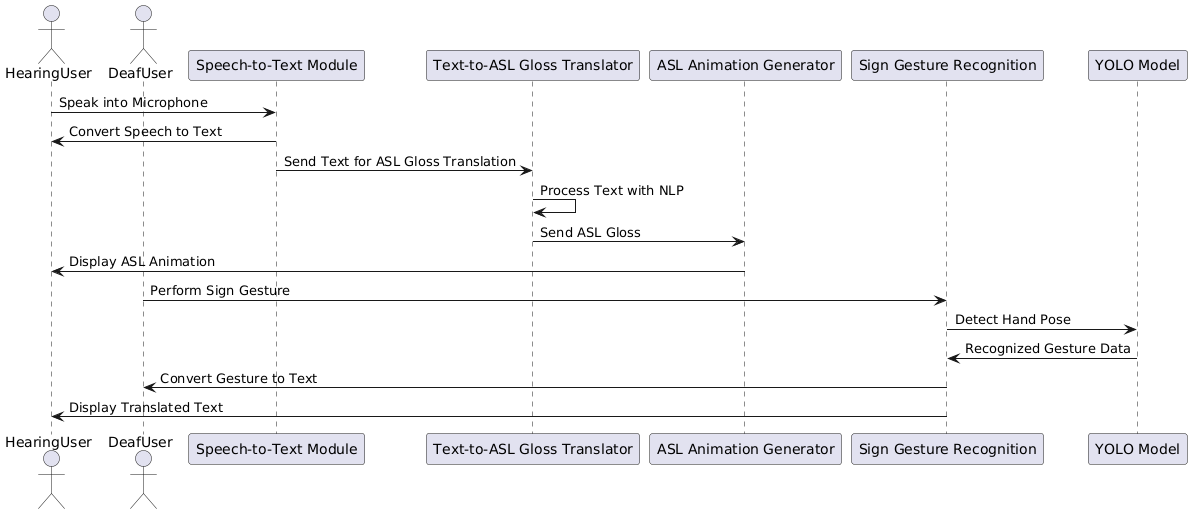 HearingUser
DeafUser
Speech-to-Text Module
Text-to-ASL Gloss Translator
ASL Animation Generator
Sign Gesture Recognition
YOLO Model
Speak into Microphone
Convert Speech to Text
Send Text for ASL Gloss Translation
Process Text with NLP
Send ASL Gloss
Display ASL Animation
Perform Sign Gesture
Detect Hand Pose
Recognized Gesture Data
Convert Gesture to Text
Display Translated Text
HearingUser
DeafUser
Speech-to-Text Module
Text-to-ASL Gloss Translator
ASL Animation Generator
Sign Gesture Recognition
YOLO Model